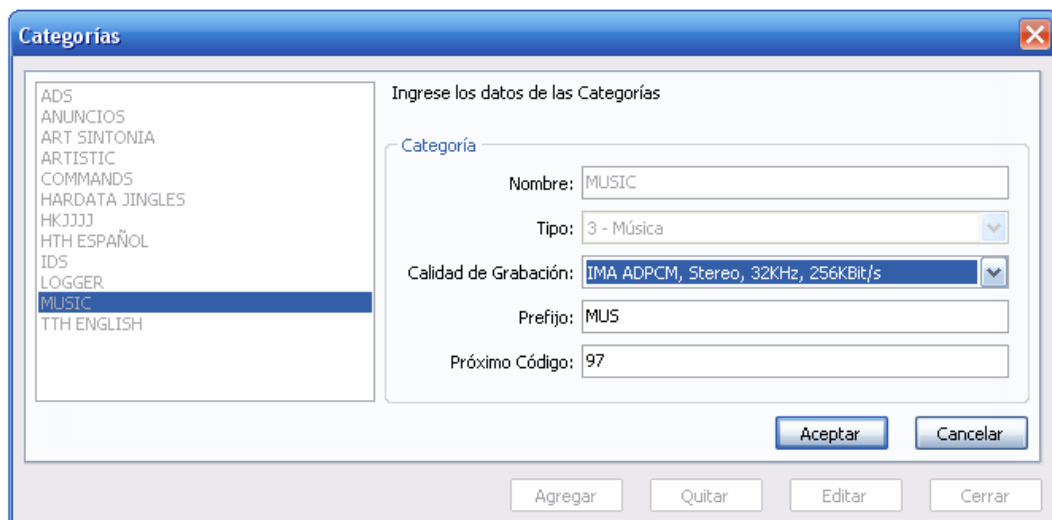 Categorías
ADS
ANUNCIOS
ART SINTONIA
ARTISTIC
COMMANDS
HARDATA JINGLES
HKJJJJ
HTH ESPAÑOL
IDS
LOGGER
MUSIC
TTH ENGLISH
Ingrese los datos de las Categorías
Categoría
Nombre: MUSIC
Tipo: 3 - Música
Calidad de Grabación: IMA ADPCM, Stereo, 32KHz, 256KBit/s
Prefijo: MUS
Próximo Código: 97
Aceptar Cancelar
Agregar Quitar Editar Cerrar